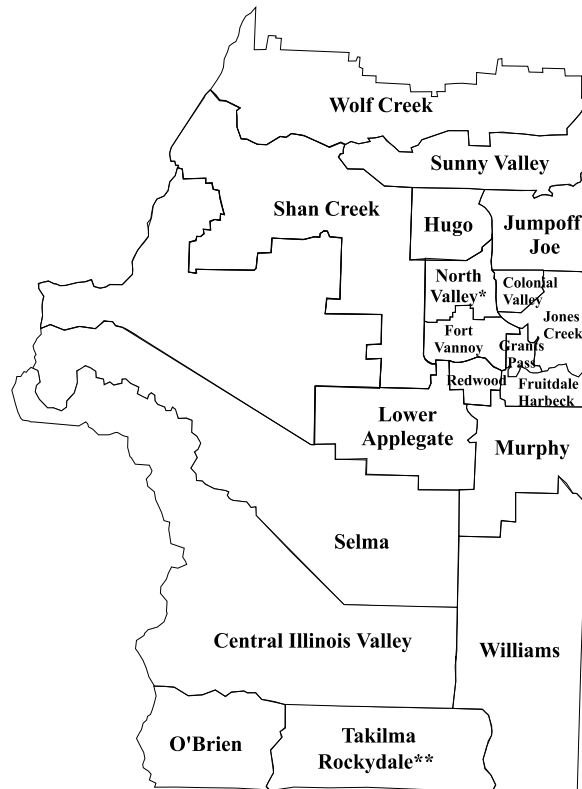 Wolf Creek
Sunny Valley
Shan Creek
Hugo
Jumpoff
Joe
North
Valley*
Colonial
Valley
Jones
Creek
Fort
Vannoy
Grants
Pass
Redwood
Fruitdale
Harbeck
Lower
Applegate
Murphy
Selma
Central Illinois Valley
Williams
O'Brien
Takilma
Rockydale**